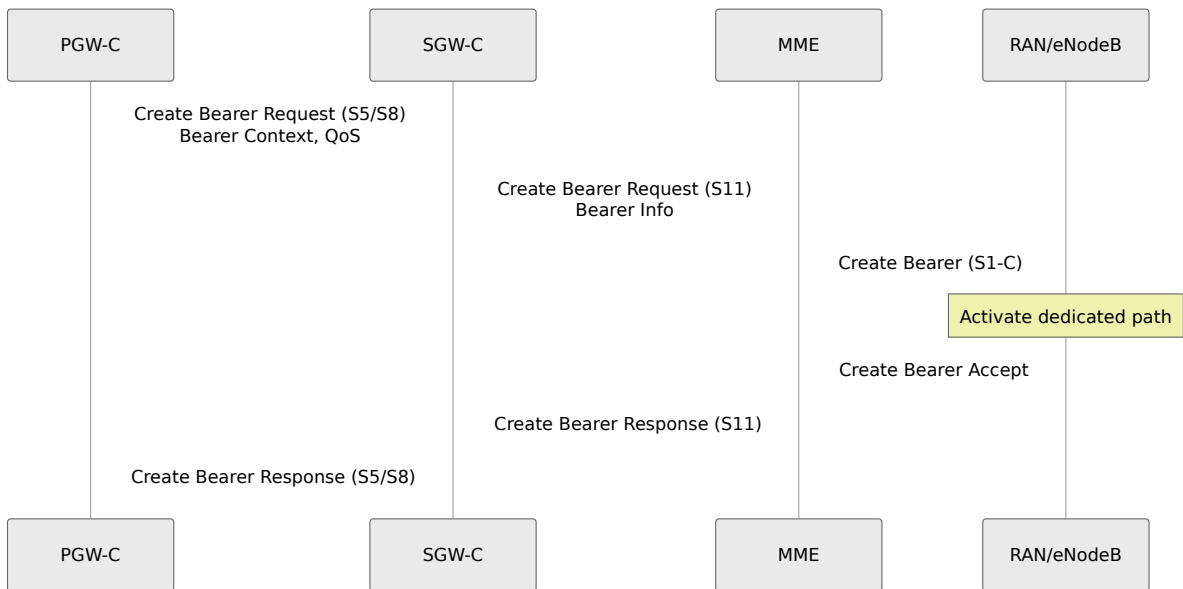 PGW-C
SGW-C
MME
RAN/eNodeB
Create Bearer Request (S5/S8)
Bearer Context, QoS
Create Bearer Request (S11)
Bearer Info
Create Bearer (S1-C)
Activate dedicated path
Create Bearer Accept
Create Bearer Response (S11)
Create Bearer Response (S5/S8)
PGW-C
SGW-C
MME
RAN/eNodeB